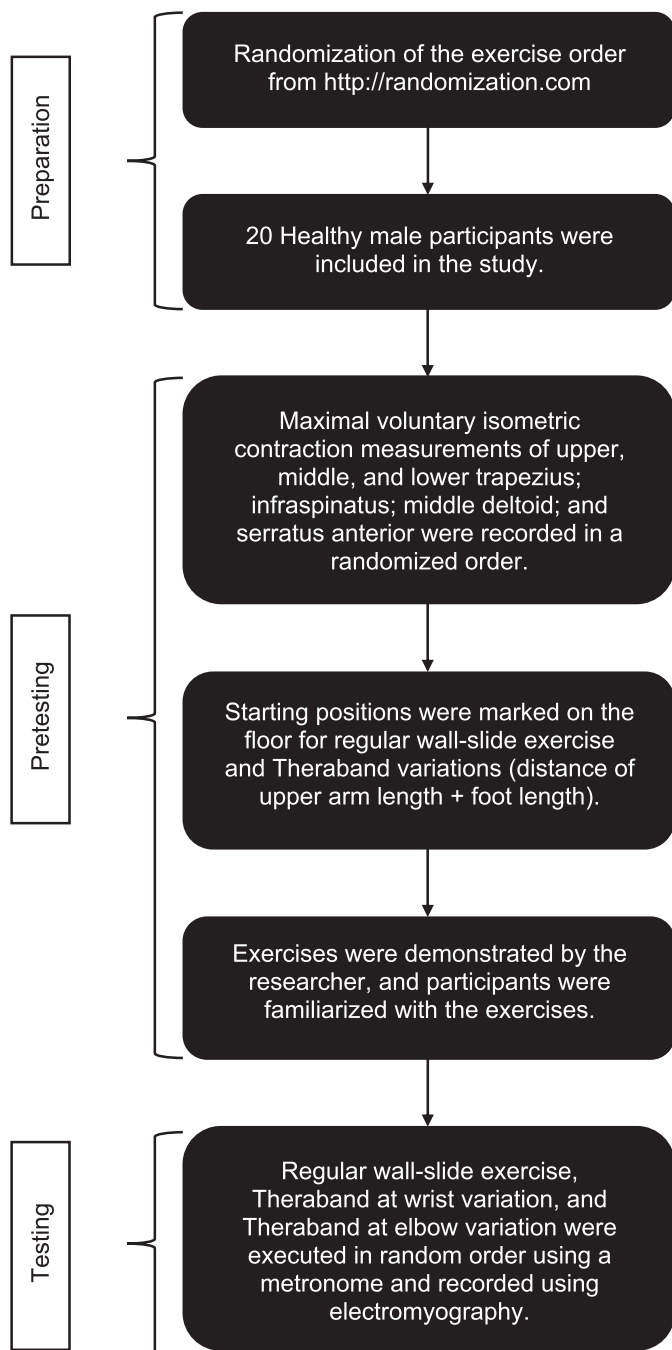 Preparation
Randomization of the exercise order
from http://randomization.com
20 Healthy male participants were
included in the study.
Pretesting
Maximal voluntary isometric
contraction measurements of upper,
middle, and lower trapezius;
infraspinatus; middle deltoid; and
serratus anterior were recorded in a
randomized order.
Starting positions were marked on the
floor for regular wall-slide exercise
and Theraband variations (distance of
upper arm length + foot length).
Exercises were demonstrated by the
researcher, and participants were
familiarized with the exercises.
Testing
Regular wall-slide exercise,
Theraband at wrist variation, and
Theraband at elbow variation were
executed in random order using a
metronome and recorded using
electromyography.